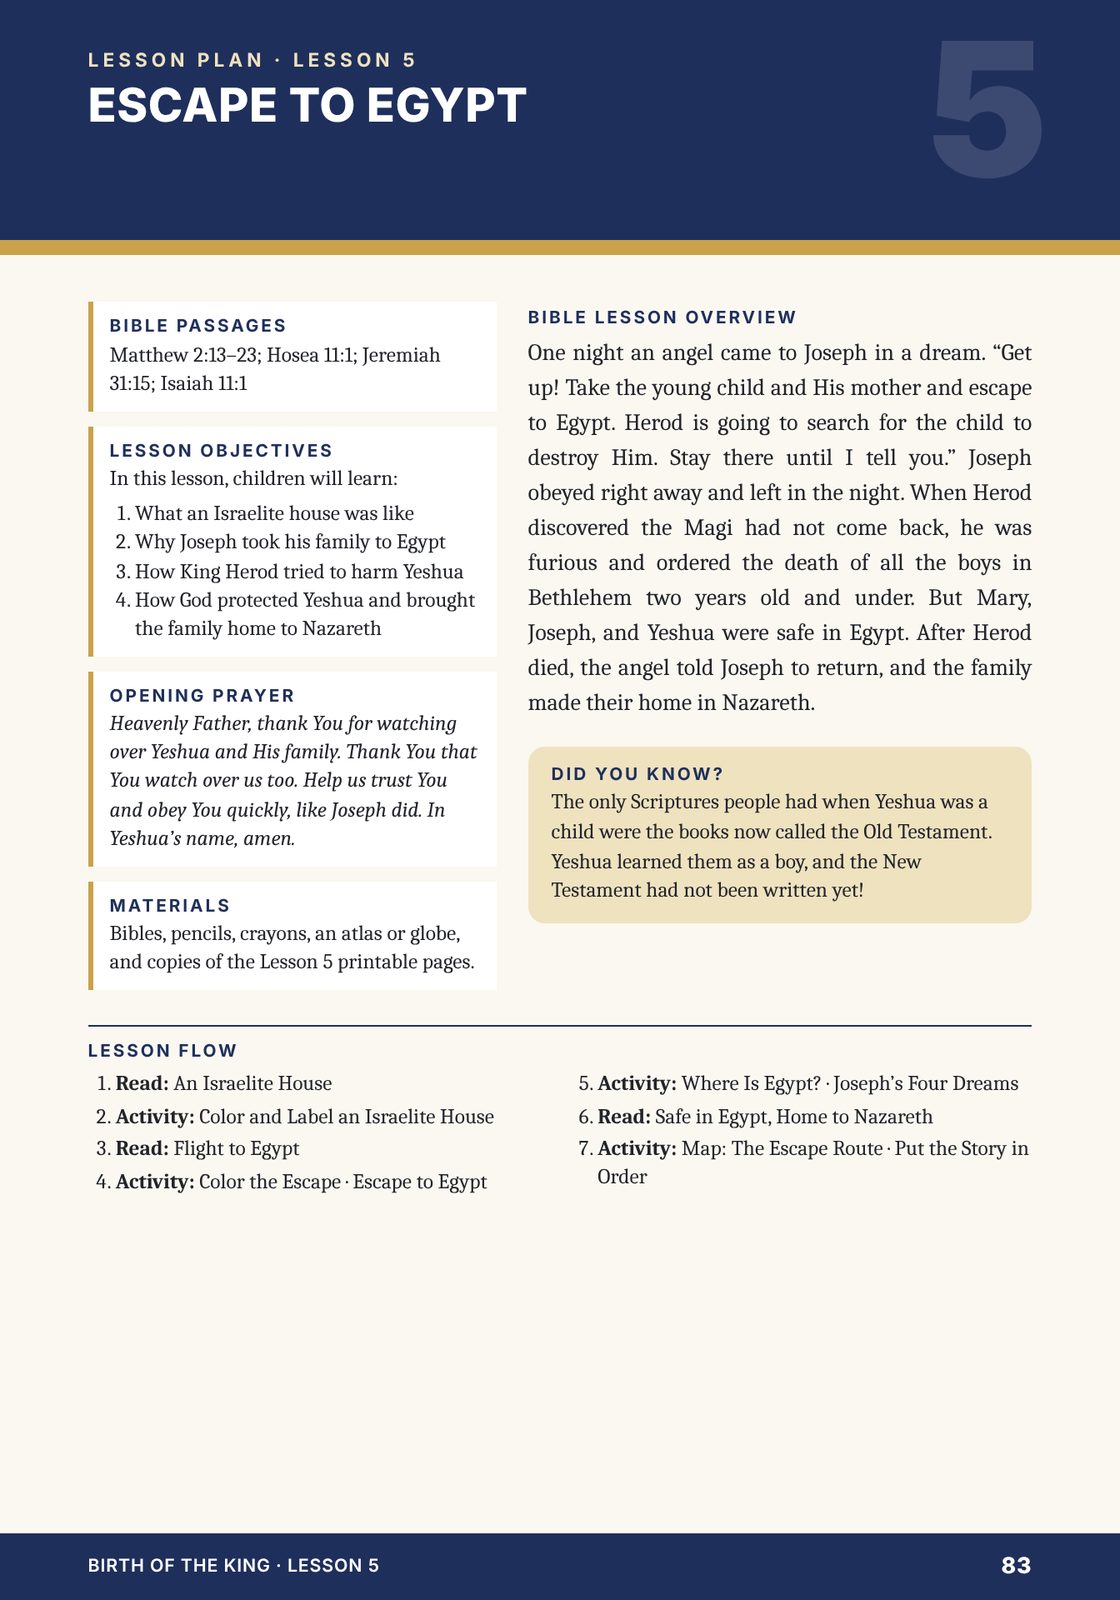 LESSON PLAN · LESSON 5
ESCAPE TO EGYPT
5
BIBLE PASSAGES
Matthew 2:13–23; Hosea 11:1; Jeremiah
31:15; Isaiah 11:1
LESSON OBJECTIVES
In this lesson, children will learn:
1. What an Israelite house was like
2. Why Joseph took his family to Egypt
3. How King Herod tried to harm Yeshua
4. How God protected Yeshua and brought
the family home to Nazareth
OPENING PRAYER
Heavenly Father, thank You for watching
over Yeshua and His family. Thank You that
You watch over us too. Help us trust You
and obey You quickly, like Joseph did. In
Yeshua’s name, amen.
MATERIALS
Bibles, pencils, crayons, an atlas or globe,
and copies of the Lesson 5 printable pages.
BIBLE LESSON OVERVIEW
One night an angel came to Joseph in a dream. “Get
up! Take the young child and His mother and escape
to Egypt. Herod is going to search for the child to
destroy Him. Stay there until I tell you.” Joseph
obeyed right away and left in the night. When Herod
discovered the Magi had not come back, he was
furious and ordered the death of all the boys in
Bethlehem two years old and under. But Mary,
Joseph, and Yeshua were safe in Egypt. After Herod
died, the angel told Joseph to return, and the family
made their home in Nazareth.
DID YOU KNOW?
The only Scriptures people had when Yeshua was a
child were the books now called the Old Testament.
Yeshua learned them as a boy, and the New
Testament had not been written yet!
LESSON FLOW
1. Read: An Israelite House
2. Activity: Color and Label an Israelite House
3. Read: Flight to Egypt
4. Activity: Color the Escape · Escape to Egypt
5. Activity: Where Is Egypt? · Joseph’s Four Dreams
6. Read: Safe in Egypt, Home to Nazareth
7. Activity: Map: The Escape Route · Put the Story in
Order
BIRTH OF THE KING · LESSON 5
83